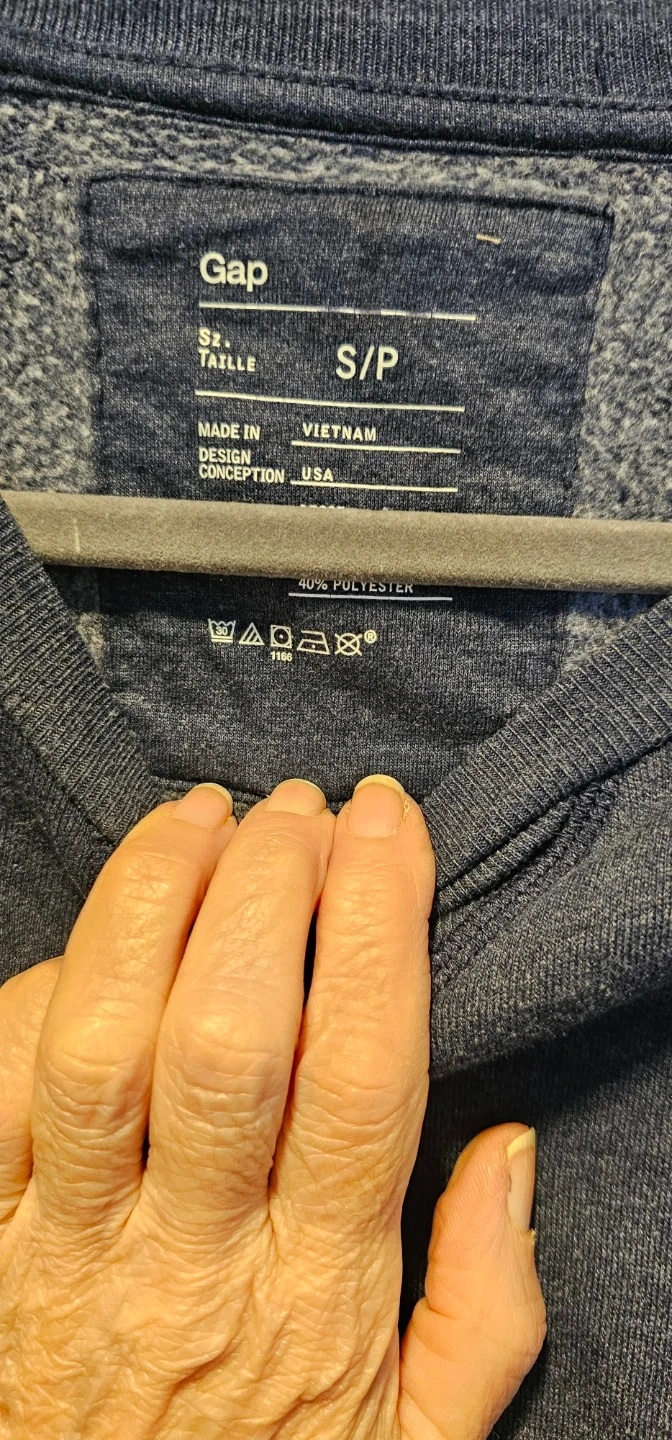 Gap
Sz.
TAILLE
S/P
MADE IN VIETNAM
DESIGN
CONCEPTION USA
40% POLYESTER
30
®
1166